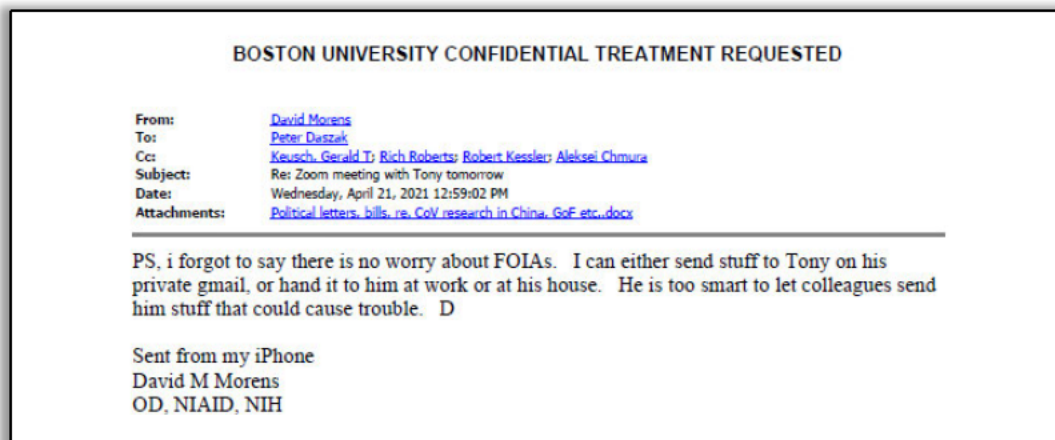 BOSTON UNIVERSITY CONFIDENTIAL TREATMENT REQUESTED
From: David Morens
To: Peter Daszak
Cc: Keusch, Gerald T; Rich Roberts; Robert Kessler; Aleksei Chmura
Subject: Re: Zoom meeting with Tony tomorrow
Date: Wednesday, April 21, 2021 12:59:02 PM
Attachments: Political letters, bills, re, CoV research in China, GoF etc..docx
PS, i forgot to say there is no worry about FOIAs. I can either send stuff to Tony on his
private gmail, or hand it to him at work or at his house. He is too smart to let colleagues send
him stuff that could cause trouble. D
Sent from my iPhone
David M Morens
OD, NIAID, NIH